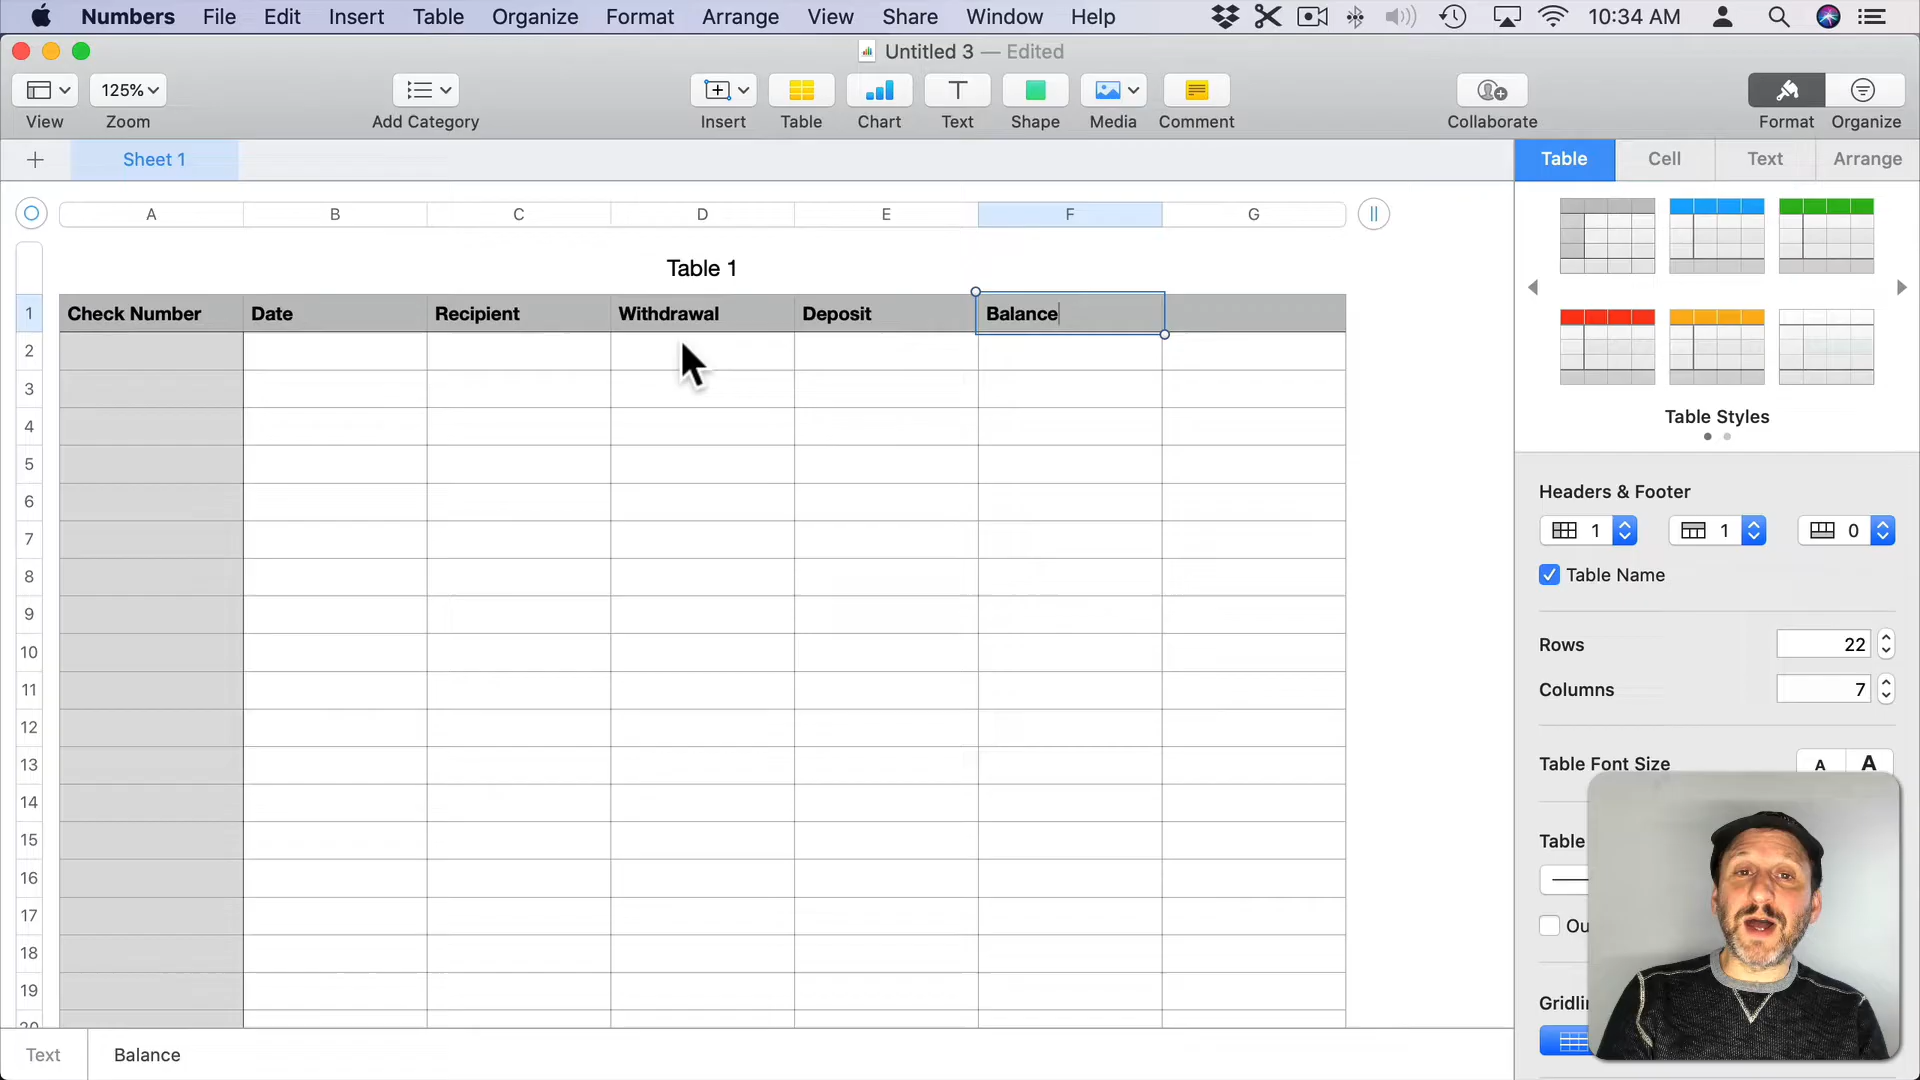 Numbers File Edit Insert Table Organize Format Arrange View Share Window Help 10:34 AM
Untitled 3 — Edited
125%
View Zoom Add Category Insert Table Chart Text Shape Media Comment Collaborate Format Organize
Sheet 1
Table Cell Text Arrange
A B C D E F G
Table 1
1 Check Number Date Recipient Withdrawal Deposit Balance
2
3
4
5
6
7
8
9
10
11
12
13
14
15
16
17
18
19
20
Table Styles
Headers & Footer
1 1 0
Table Name
Rows 22
Columns 7
Table Font Size A A
Table
Ou
Gridlin
Text Balance